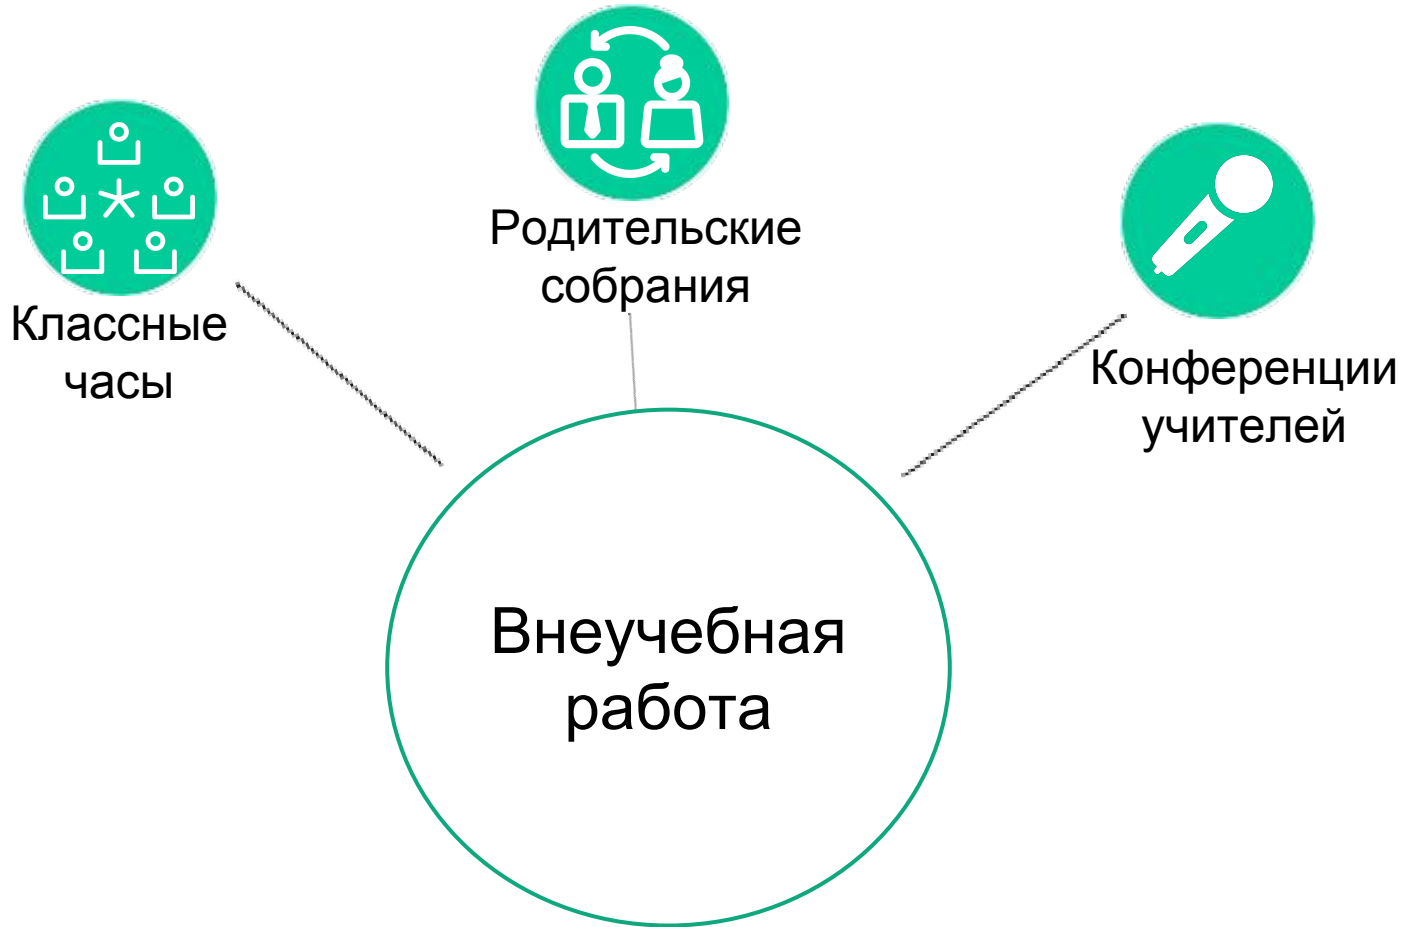 Родительские
собрания
Классные
часы
Конференции
учителей
Внеучебная
работа